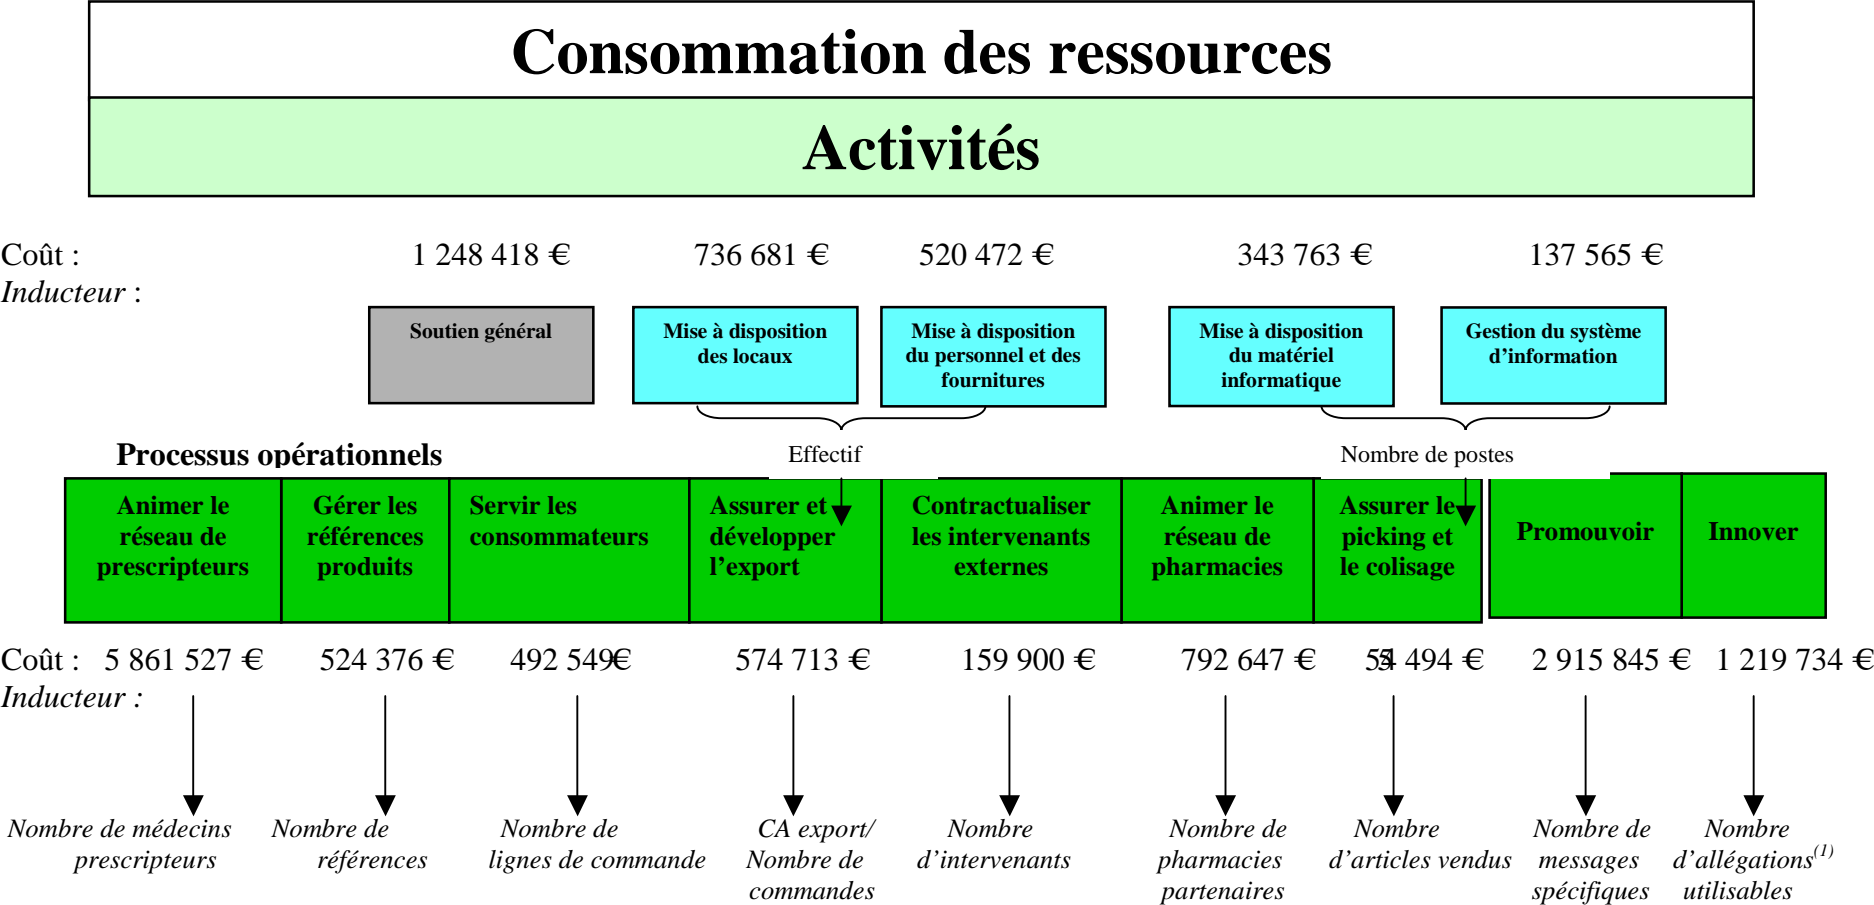 Consommation des ressources
Activités
Coût : 1 248 418 € 736 681 € 520 472 € 343 763 € 137 565 €
Inducteur :
Soutien général
Mise à disposition
des locaux
Mise à disposition
du personnel et des
fournitures
Mise à disposition
du matériel
informatique
Gestion du système
d'information
Processus opérationnels
Effectif
Nombre de postes
Animer le
réseau de
prescripteurs
Gérer les
références
produits
Servir les
consommateurs
Assurer et
développer
l'export
Contractualiser
les intervenants
externes
Animer le
réseau de
pharmacies
Assurer le
picking et
le colisage
Promouvoir
Innover
Coût : 5 861 527 € 524 376 € 492 549€ 574 713 € 159 900 € 792 647 € 494 € 2 915 845 € 1 219 734 €
Inducteur :
Nombre de médecins
prescripteurs
Nombre de
références
Nombre de
lignes de commande
CA export/
Nombre de
commandes
Nombre
d'intervenants
Nombre de
pharmacies
partenaires
Nombre
d'articles vendus
Nombre de
messages
spécifiques
Nombre
d'allégations(1)
utilisables